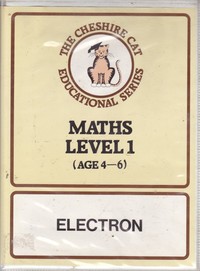 THE CHESHIRE CAT
EDUCATIONAL SERIES
MATHS
LEVEL 1
(AGE 4–6)
ELECTRON